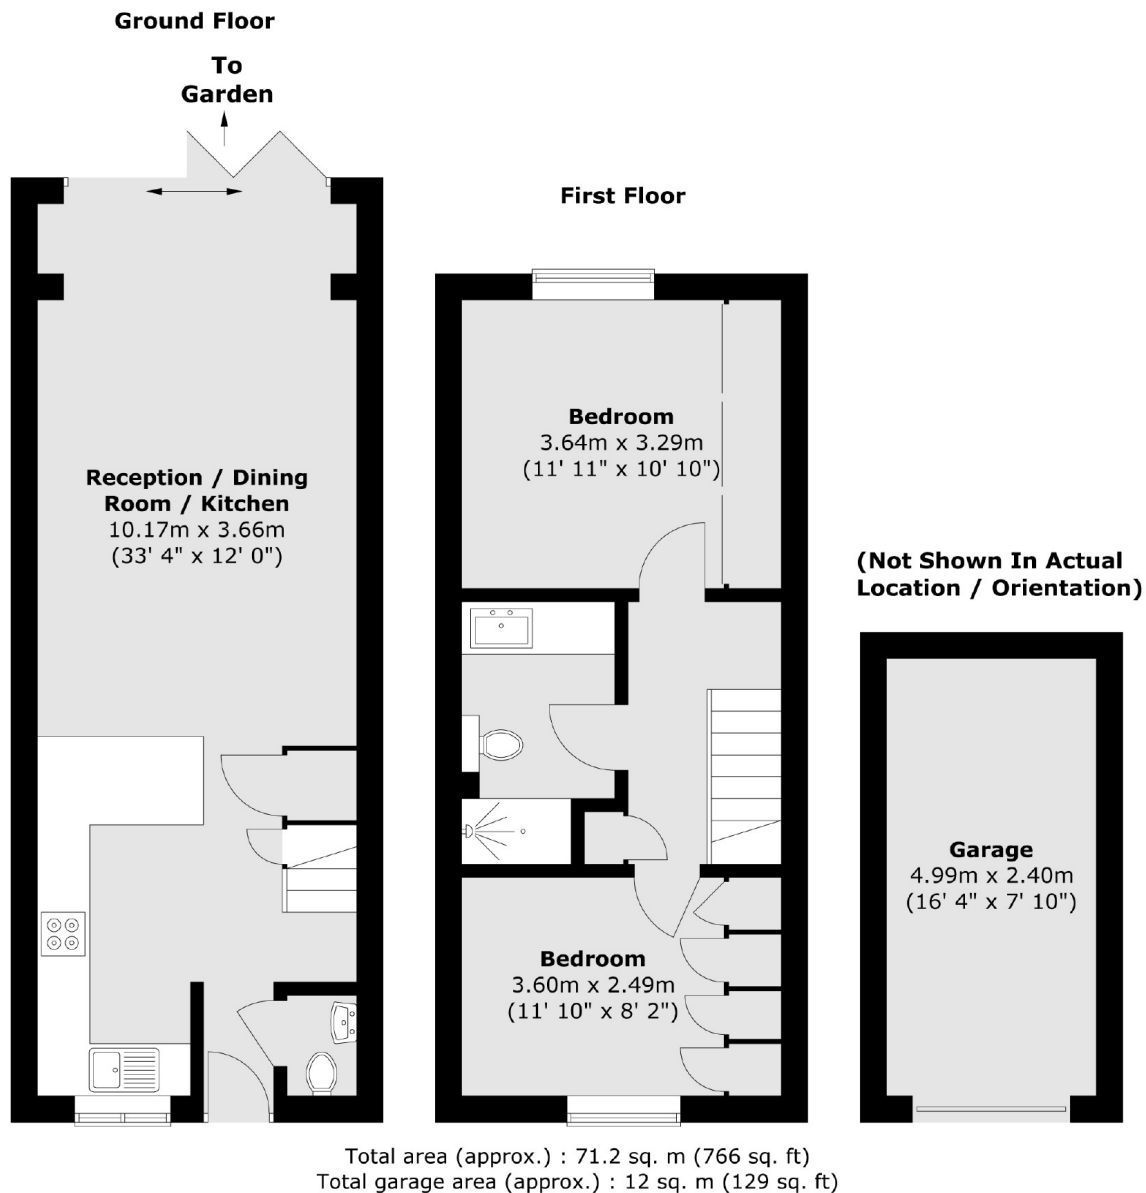 Ground Floor
To
Garden
First Floor
Bedroom
3.64m x 3.29m
(11' 11" x 10' 10")
Reception / Dining
Room / Kitchen
10.17m x 3.66m
(33' 4" x 12' 0")
(Not Shown In Actual
Location / Orientation)
Garage
4.99m x 2.40m
(16' 4" x 7' 10")
Bedroom
3.60m x 2.49m
(11' 10" x 8' 2")
Total area (approx.) : 71.2 sq. m (766 sq. ft)
Total garage area (approx.) : 12 sq. m (129 sq. ft)